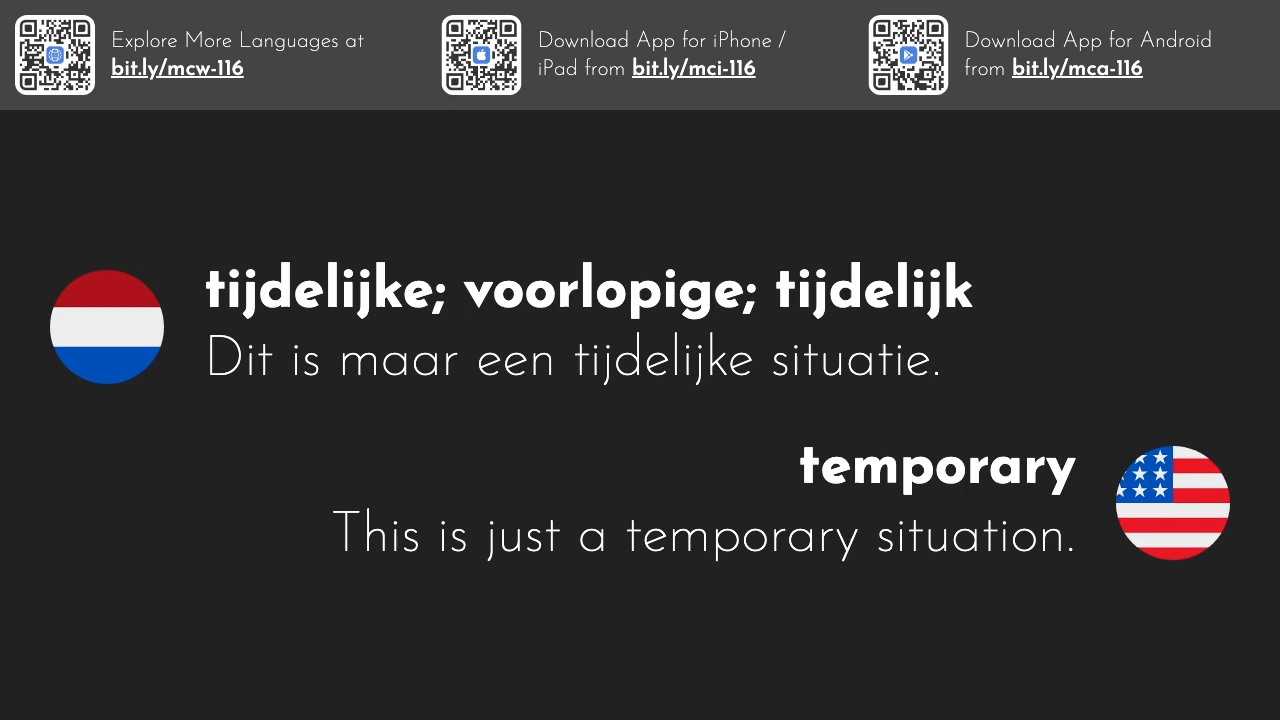 Explore More Languages at
bit.ly/mcw-116
Download App for iPhone /
iPad from bit.ly/mci-116
Download App for Android
from bit.ly/mca-116
tijdelijke; voorlopige; tijdelijk
Dit is maar een tijdelijke situatie.
temporary
This is just a temporary situation.